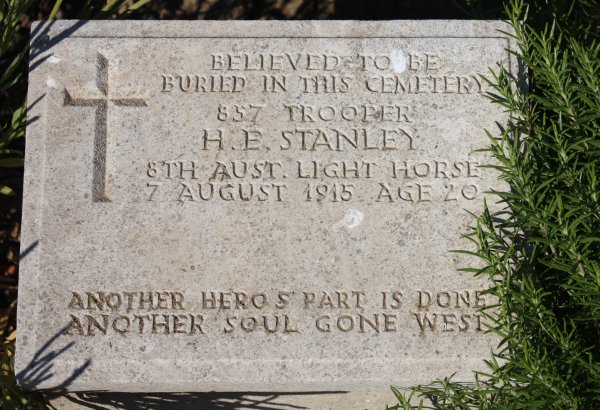 BELIEVED TO BE
BURIED IN THIS CEMETERY
857 TROOPER
H.E. STANLEY
8TH AUST. LIGHT HORSE
7 AUGUST 1915 AGE 20
ANOTHER HERO'S PART IS DONE
ANOTHER SOUL GONE WEST